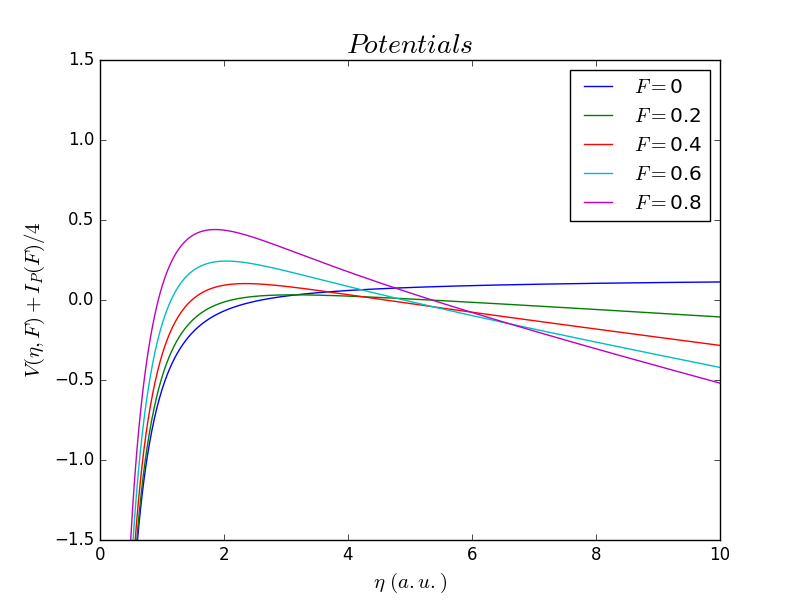 Potentials
1.5
1.0
0.5
0.0
−0.5
−1.0
−1.5
V(η, F) + I_P(F)/4
0 2 4 6 8 10
η (a.u.)
F = 0
F = 0.2
F = 0.4
F = 0.6
F = 0.8